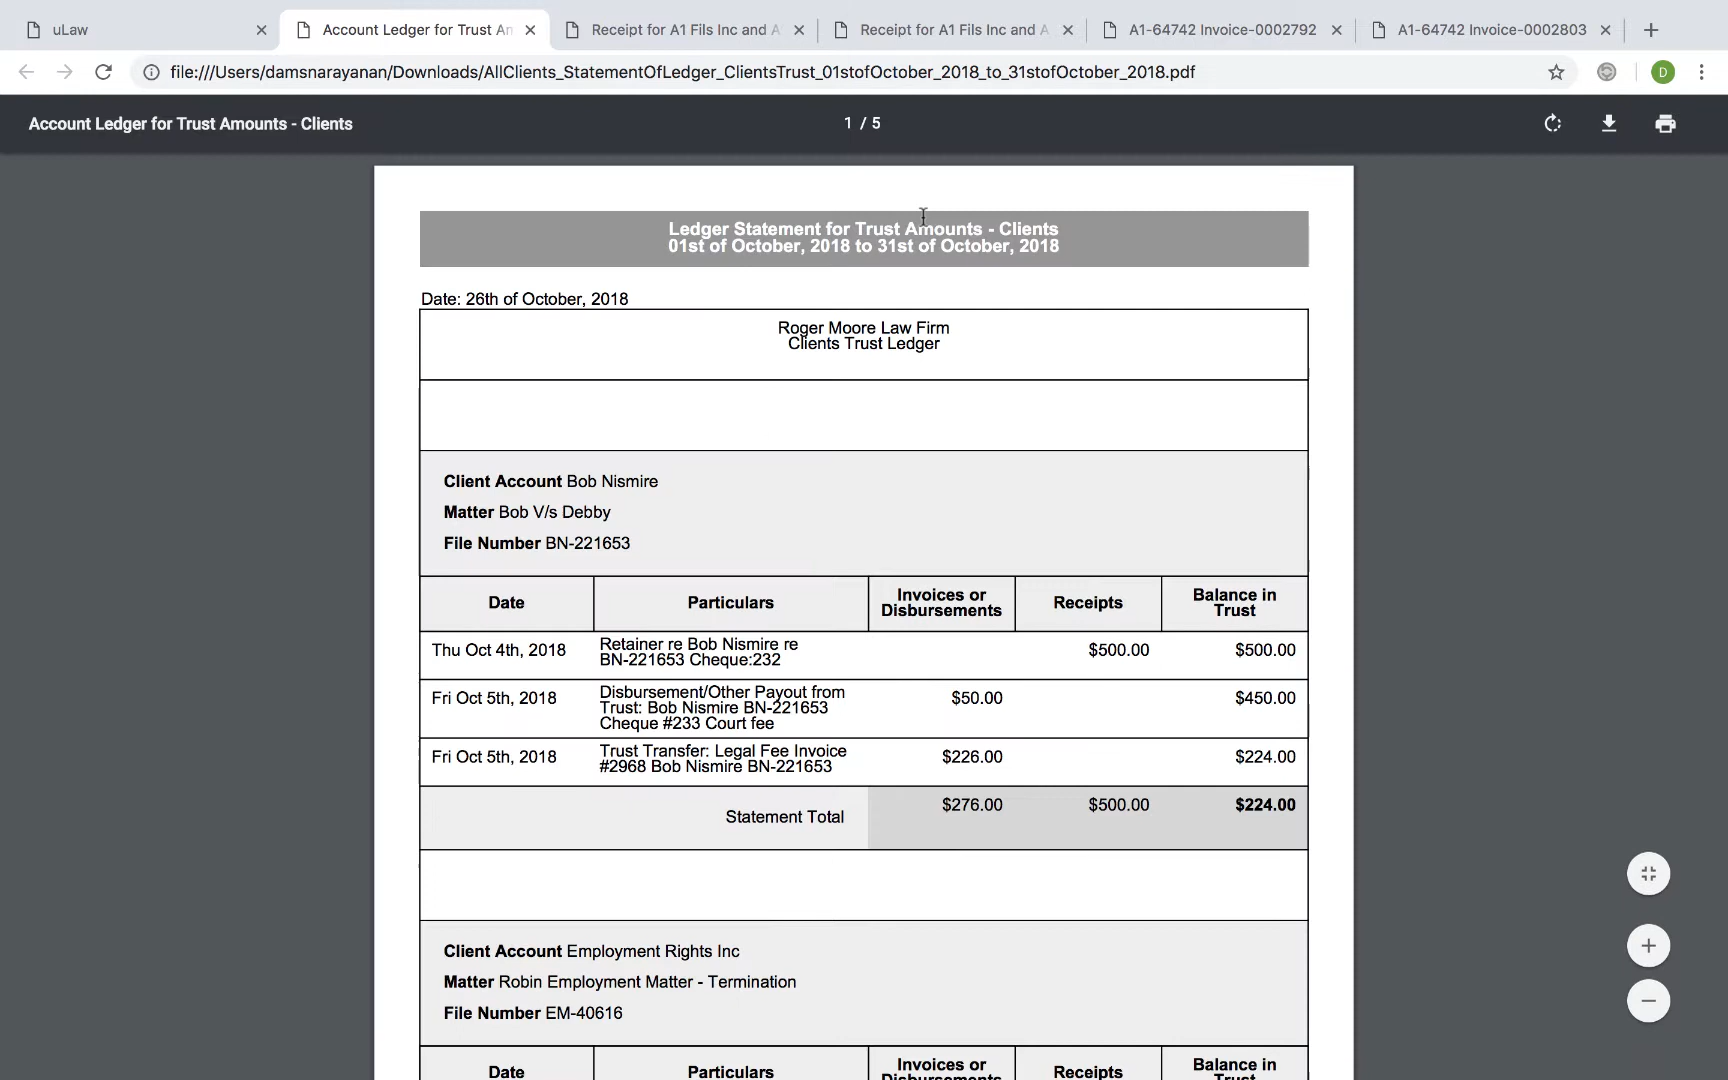 uLaw
Account Ledger for Trust Am
Receipt for A1 Fils Inc and A
Receipt for A1 Fils Inc and A
A1-64742 Invoice-0002792
A1-64742 Invoice-0002803
file:///Users/damsnarayanan/Downloads/AllClients_StatementOfLedger_ClientsTrust_01stofOctober_2018_to_31stofOctober_2018.pdf
D
Account Ledger for Trust Amounts - Clients
1 / 5
Ledger Statement for Trust Amounts - Clients
01st of October, 2018 to 31st of October, 2018
Date: 26th of October, 2018
Roger Moore Law Firm
Clients Trust Ledger
Client Account Bob Nismire
Matter Bob V/s Debby
File Number BN-221653
Date
Particulars
Invoices or
Disbursements
Receipts
Balance in
Trust
Thu Oct 4th, 2018
Retainer re Bob Nismire re
BN-221653 Cheque:232
$500.00
$500.00
Fri Oct 5th, 2018
Disbursement/Other Payout from
Trust: Bob Nismire BN-221653
Cheque #233 Court fee
$50.00
$450.00
Fri Oct 5th, 2018
Trust Transfer: Legal Fee Invoice
#2968 Bob Nismire BN-221653
$226.00
$224.00
Statement Total
$276.00
$500.00
$224.00
Client Account Employment Rights Inc
Matter Robin Employment Matter - Termination
File Number EM-40616
Date
Particulars
Invoices or
Disbursements
Receipts
Balance in
Trust